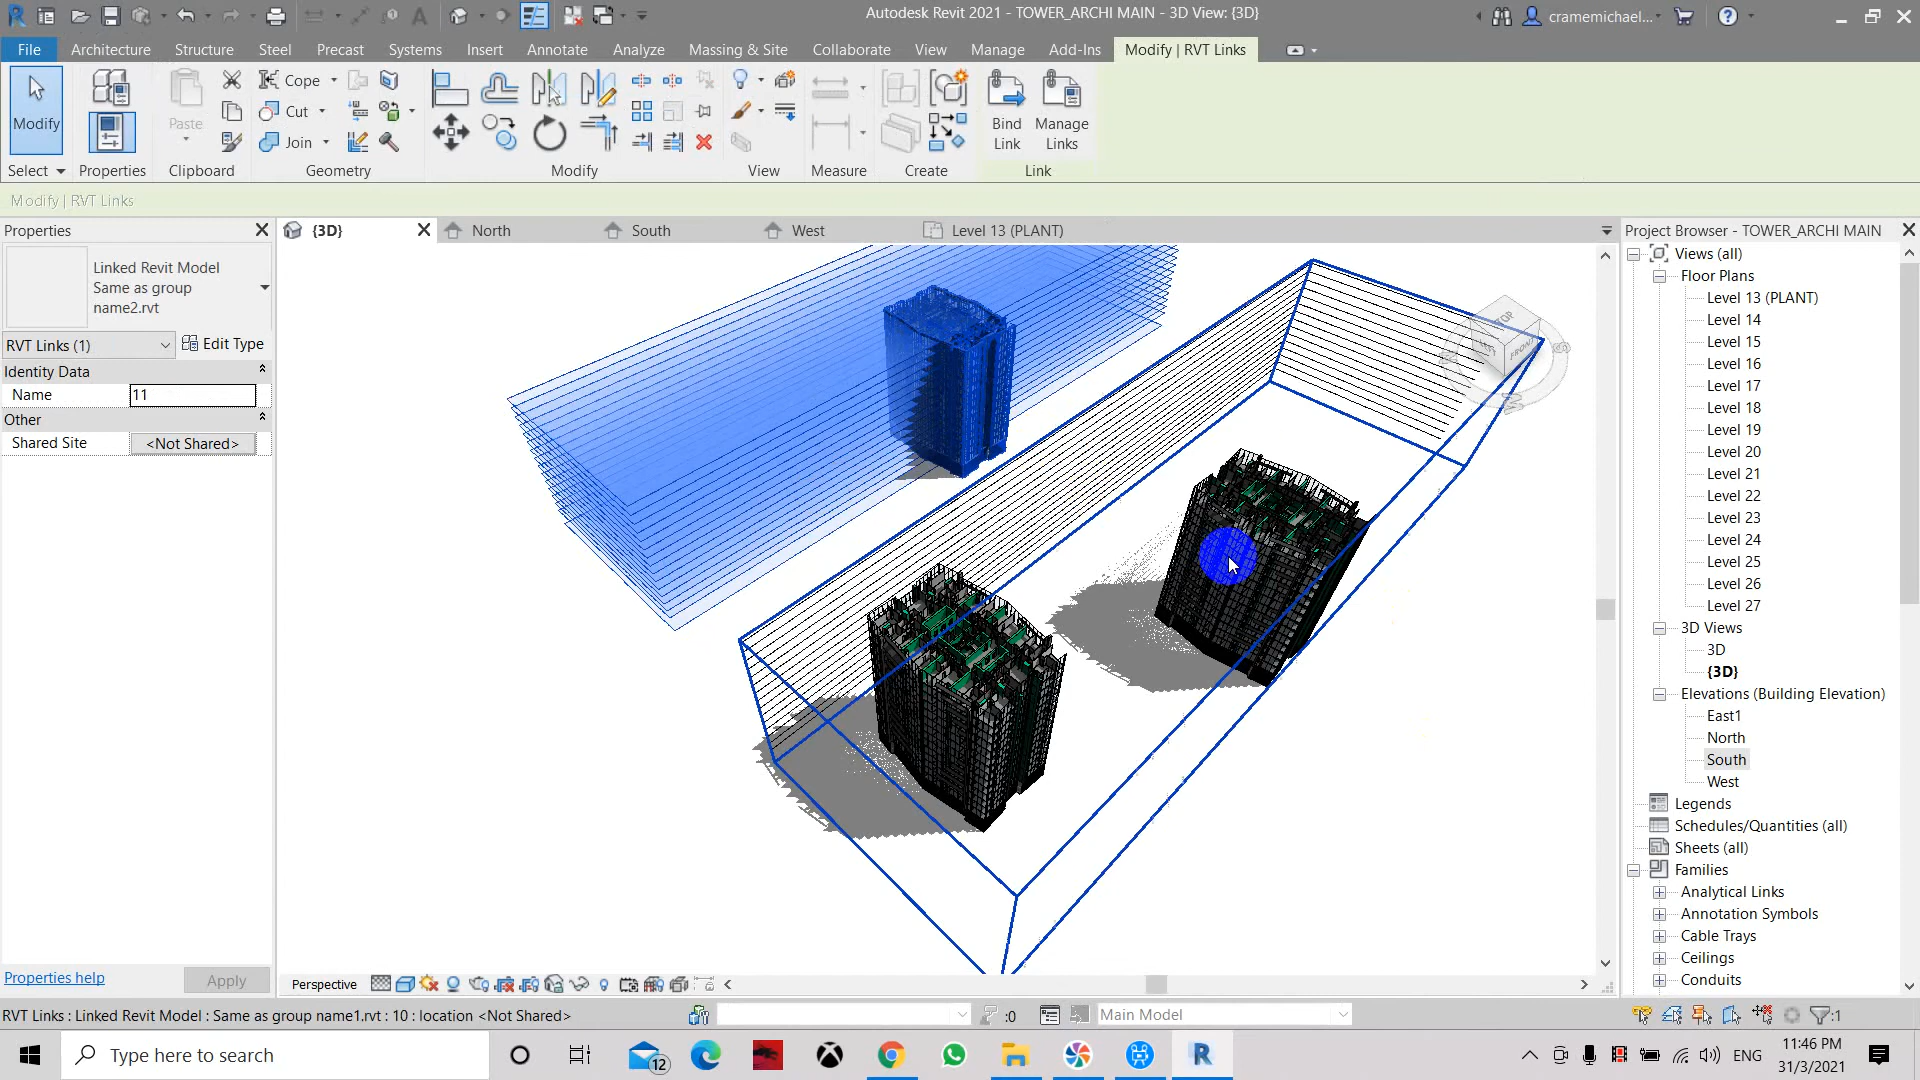 Autodesk Revit 2021 - TOWER_ARCHI MAIN - 3D View: {3D}
cramemichael...
File
Architecture
Structure
Steel
Precast
Systems
Insert
Annotate
Analyze
Massing & Site
Collaborate
View
Manage
Add-Ins
Modify | RVT Links
Modify
Paste
Cope
Cut
Join
Bind
Link
Manage
Links
Select
Properties
Clipboard
Geometry
Modify
View
Measure
Create
Link
Modify | RVT Links
Properties
Linked Revit Model
Same as group
name2.rvt
RVT Links (1)
Edit Type
Identity Data
Name
11
Other
Shared Site
<Not Shared>
Properties help
Apply
{3D}
North
South
West
Level 13 (PLANT)
TOP
FRONT
Perspective
Project Browser - TOWER_ARCHI MAIN
Views (all)
Floor Plans
Level 13 (PLANT)
Level 14
Level 15
Level 16
Level 17
Level 18
Level 19
Level 20
Level 21
Level 22
Level 23
Level 24
Level 25
Level 26
Level 27
3D Views
3D
{3D}
Elevations (Building Elevation)
East1
North
South
West
Legends
Schedules/Quantities (all)
Sheets (all)
Families
Analytical Links
Annotation Symbols
Cable Trays
Ceilings
Conduits
RVT Links : Linked Revit Model : Same as group name1.rvt : 10 : location <Not Shared>
:0
Main Model
:1
Type here to search
12
ENG
11:46 PM
31/3/2021